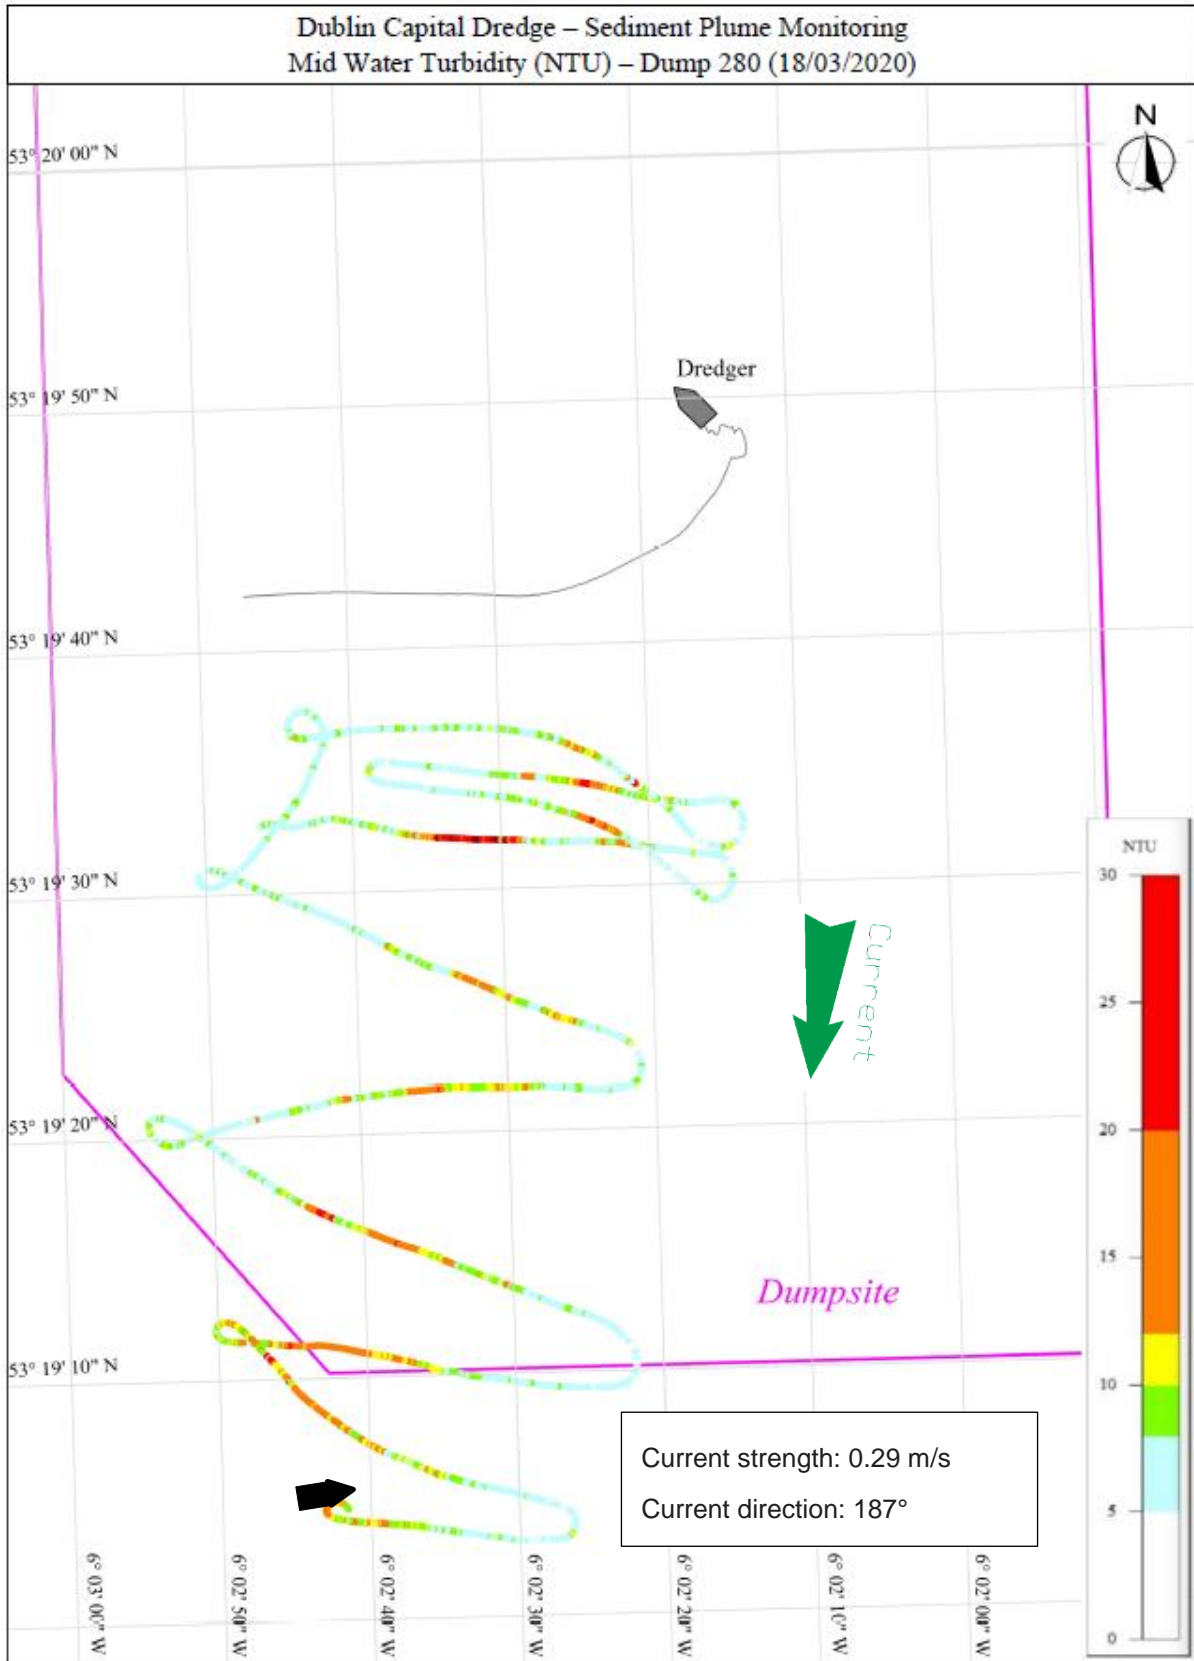 Dublin Capital Dredge – Sediment Plume Monitoring
Mid Water Turbidity (NTU) – Dump 280 (18/03/2020)
N
53° 20' 00" N
Dredger
53° 19' 50" N
53° 19' 40" N
NTU
30
53° 19' 30" N
Current
25
53° 19' 20" N
20
15
Dumpsite
53° 19' 10" N
10
Current strength: 0.29 m/s
Current direction: 187°
5
0
6° 03' 00" W
6° 02' 50" W
6° 02' 40" W
6° 02' 30" W
6° 02' 20" W
6° 02' 10" W
6° 02' 00" W